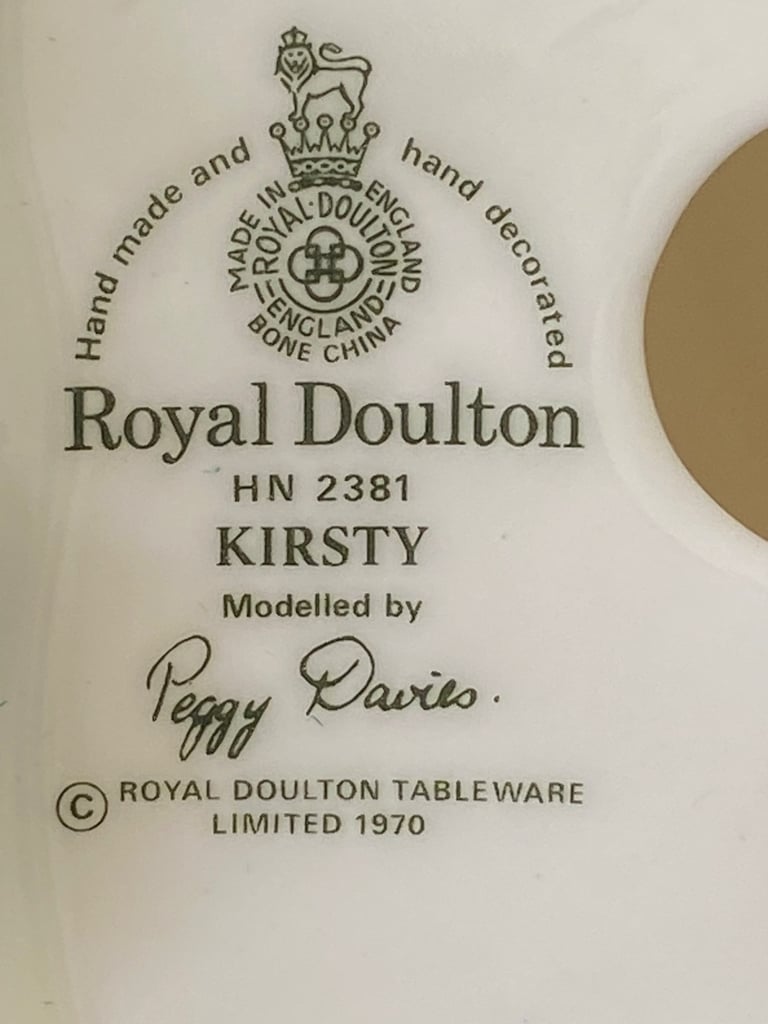 Hand made and hand decorated
MADE IN ENGLAND
ROYAL·DOULTON
ENGLAND
BONE CHINA
Royal Doulton
HN 2381
KIRSTY
Modelled by
Peggy Davies.
© ROYAL DOULTON TABLEWARE
LIMITED 1970